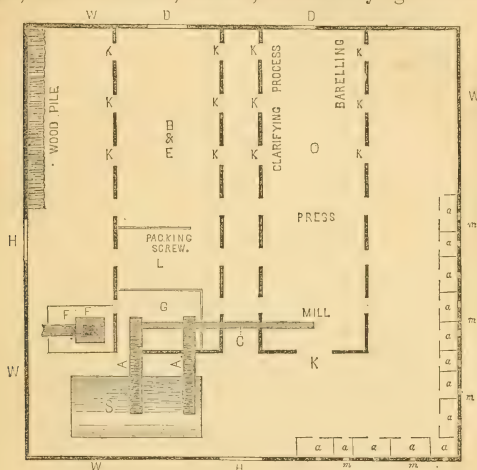 W D D
K K K K
WOOD PILE
CLARIFYING PROCESS
BARELLING
W
K K K K
B & E
O
K K K K
a
m
a
PRESS
H
PACKING
SCREW.
L
a
a
G
F F
MILL
a
m
C
A A
K
a
W
a
m
S
a
a a a a a
W H m m